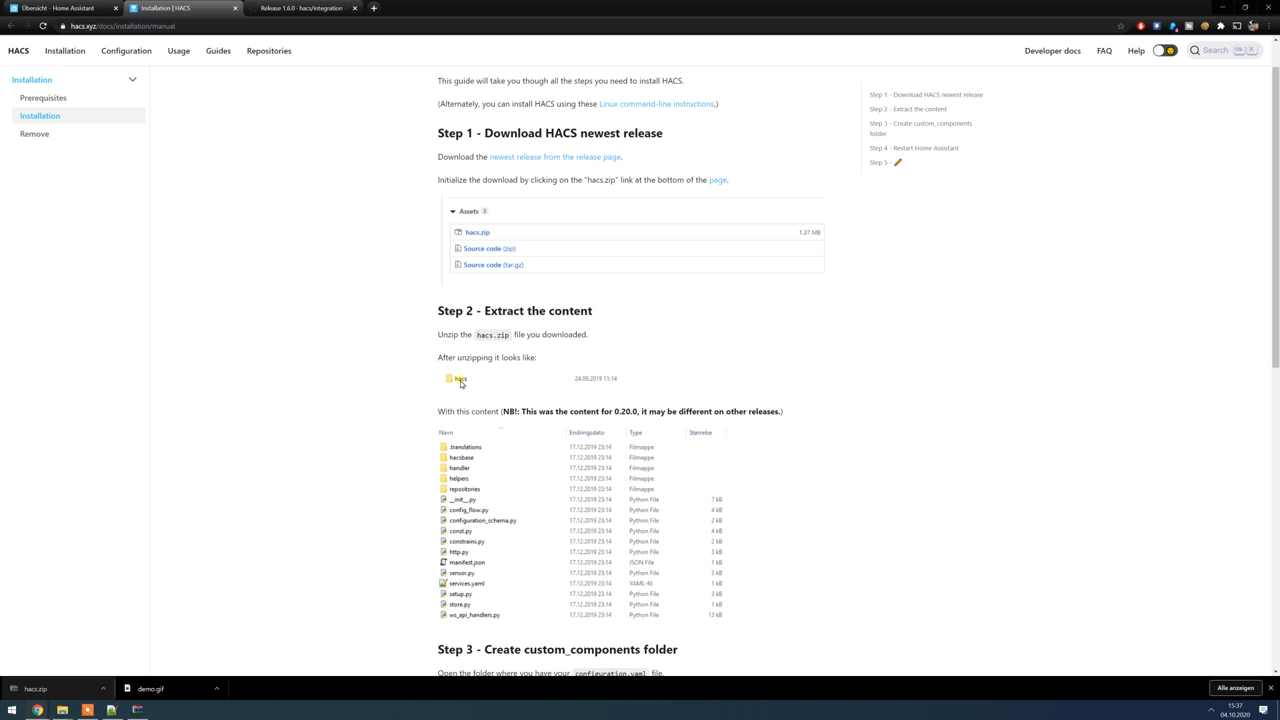 Übersicht - Home Assistant
Installation | HACS
Release 1.6.0 · hacs/integration
hacs.xyz/docs/installation/manual
HACS Installation Configuration Usage Guides Repositories Developer docs FAQ Help Search
Installation
Prerequisites
Installation
Remove
This guide will take you though all the steps you need to install HACS.
(Alternately, you can install HACS using these Linux command-line instructions.)
Step 1 - Download HACS newest release
Download the newest release from the release page.
Initialize the download by clicking on the "hacs.zip" link at the bottom of the page.
Assets 3
hacs.zip 1.37 MB
Source code (zip)
Source code (tar.gz)
Step 2 - Extract the content
Unzip the hacs.zip file you downloaded.
After unzipping it looks like:
hacs 24.09.2019 11:14
With this content (NB!: This was the content for 0.20.0, it may be different on other releases.)
Navn Endringsdato Type Størrelse
.translations 17.12.2019 23:14 Filmappe
hacsbase 17.12.2019 23:14 Filmappe
handler 17.12.2019 23:14 Filmappe
helpers 17.12.2019 23:14 Filmappe
repositories 17.12.2019 23:14 Filmappe
__init__.py 17.12.2019 23:14 Python File 7 kB
config_flow.py 17.12.2019 23:14 Python File 4 kB
configuration_schema.py 17.12.2019 23:14 Python File 2 kB
const.py 17.12.2019 23:14 Python File 4 kB
constrains.py 17.12.2019 23:14 Python File 2 kB
http.py 17.12.2019 23:14 Python File 3 kB
manifest.json 17.12.2019 23:14 JSON File 1 kB
sensor.py 17.12.2019 23:14 Python File 3 kB
services.yaml 17.12.2019 23:14 YAML-fil 1 kB
setup.py 17.12.2019 23:14 Python File 3 kB
store.py 17.12.2019 23:14 Python File 1 kB
ws_api_handlers.py 17.12.2019 23:14 Python File 13 kB
Step 3 - Create custom_components folder
Open the folder where you have your configuration.yaml file.
Step 1 - Download HACS newest release
Step 2 - Extract the content
Step 3 - Create custom_components
folder
Step 4 - Restart Home Assistant
Step 5 -
hacs.zip
demo.gif
Alle anzeigen
15:37
04.10.2020